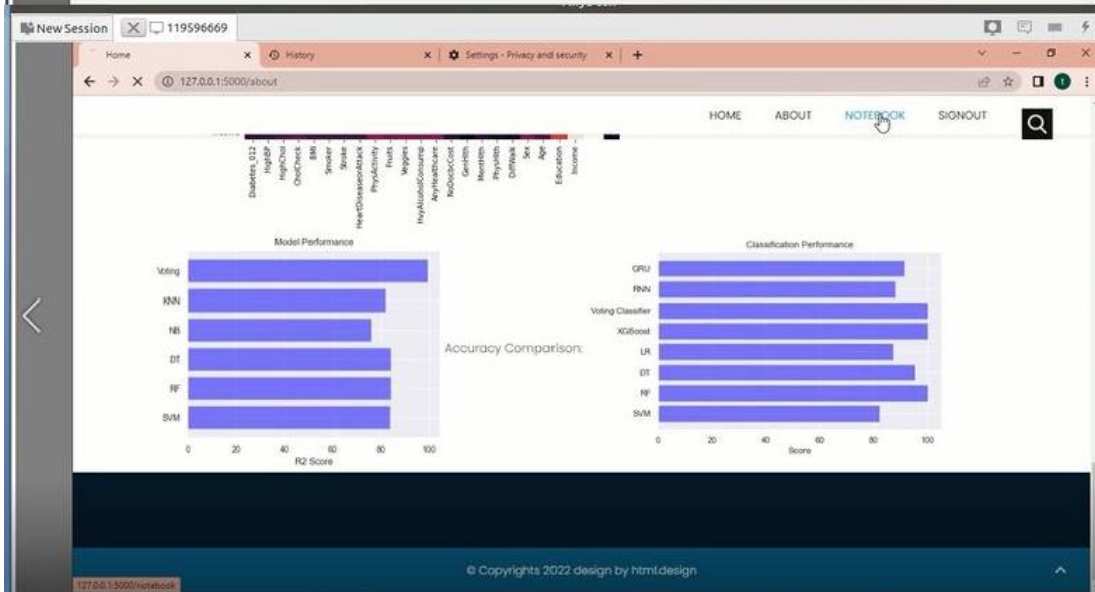 New Session
119596669
Home
History
Settings - Privacy and security
127.0.0.1:5000/about
HOME ABOUT NOTEBOOK SIGNOUT
Diabetes_012
HighBP
HighChol
CholCheck
BMI
Smoker
Stroke
HeartDiseaseorAttack
PhysActivity
Fruits
Veggies
HvyAlcoholConsump
AnyHealthcare
NoDocbcCost
GenHlth
MentHlth
PhysHlth
DiffWalk
Sex
Age
Education
Income
Model Performance
Voting
KNN
NB
DT
RF
SVM
0 20 40 60 80 100
R2 Score
Accuracy Comparison:
Classification Performance
GRU
RNN
Voting Classifier
XGBoost
LR
DT
RF
SVM
0 20 40 60 80 100
Score
© Copyrights 2022 design by html.design
127.0.0.1:5000/notebook